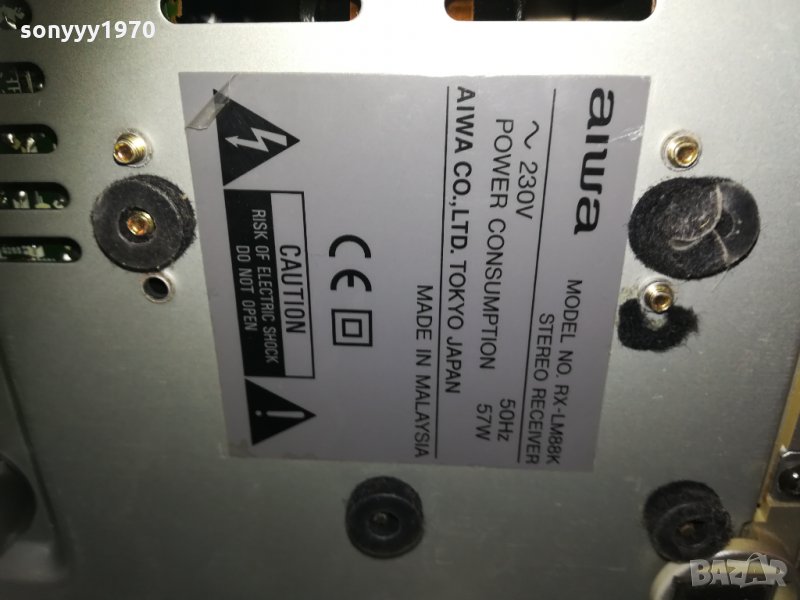 sonyyy1970
aiwa
MODEL NO. RX-LM88K
STEREO RECEIVER
~ 230V 50Hz
POWER CONSUMPTION 57W
AIWA CO.,LTD. TOKYO JAPAN
MADE IN MALAYSIA
CE
CAUTION
RISK OF ELECTRIC SHOCK
DO NOT OPEN
BAZAR